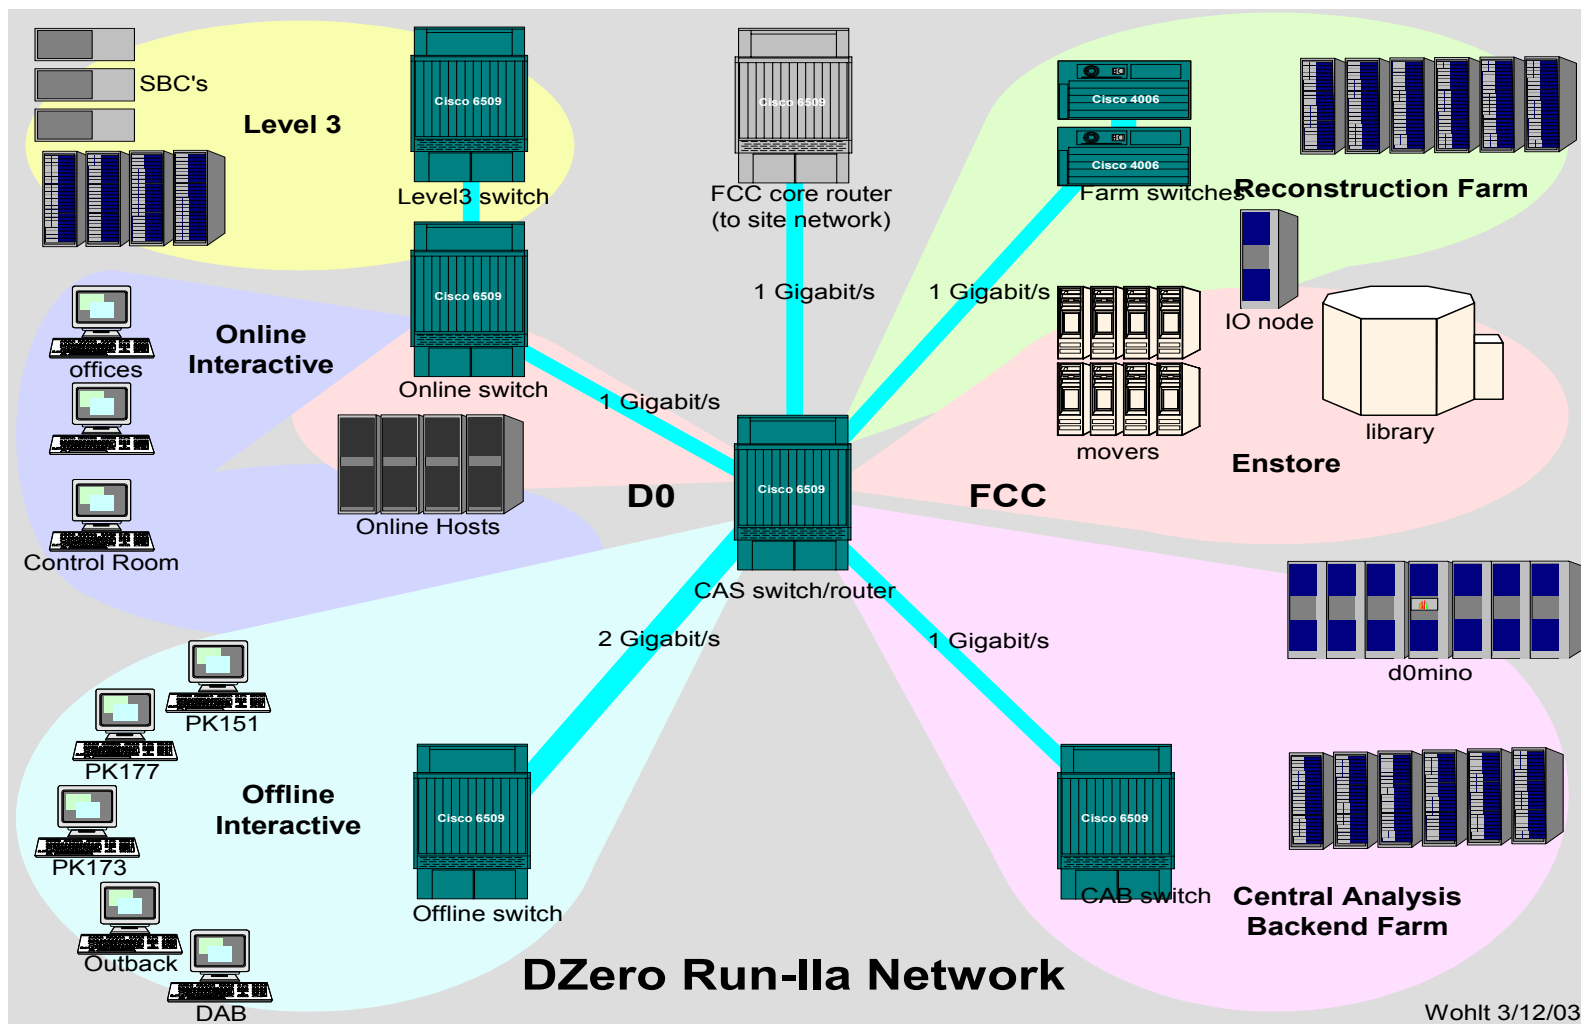 SBC's
Level 3
Cisco 6509
Level3 switch
Cisco 6509
FCC core router
(to site network)
Cisco 4006
Cisco 4006
Farm switches
Reconstruction Farm
Cisco 6509
Online switch
Online
Interactive
offices
Control Room
Online Hosts
1 Gigabit/s
1 Gigabit/s
1 Gigabit/s
IO node
movers
library
Enstore
D0
FCC
Cisco 6509
CAS switch/router
2 Gigabit/s
1 Gigabit/s
d0mino
PK151
PK177
PK173
Outback
DAB
Offline
Interactive
Cisco 6509
Offline switch
Cisco 6509
CAB switch
Central Analysis
Backend Farm
DZero Run-IIa Network
Wohlt 3/12/03